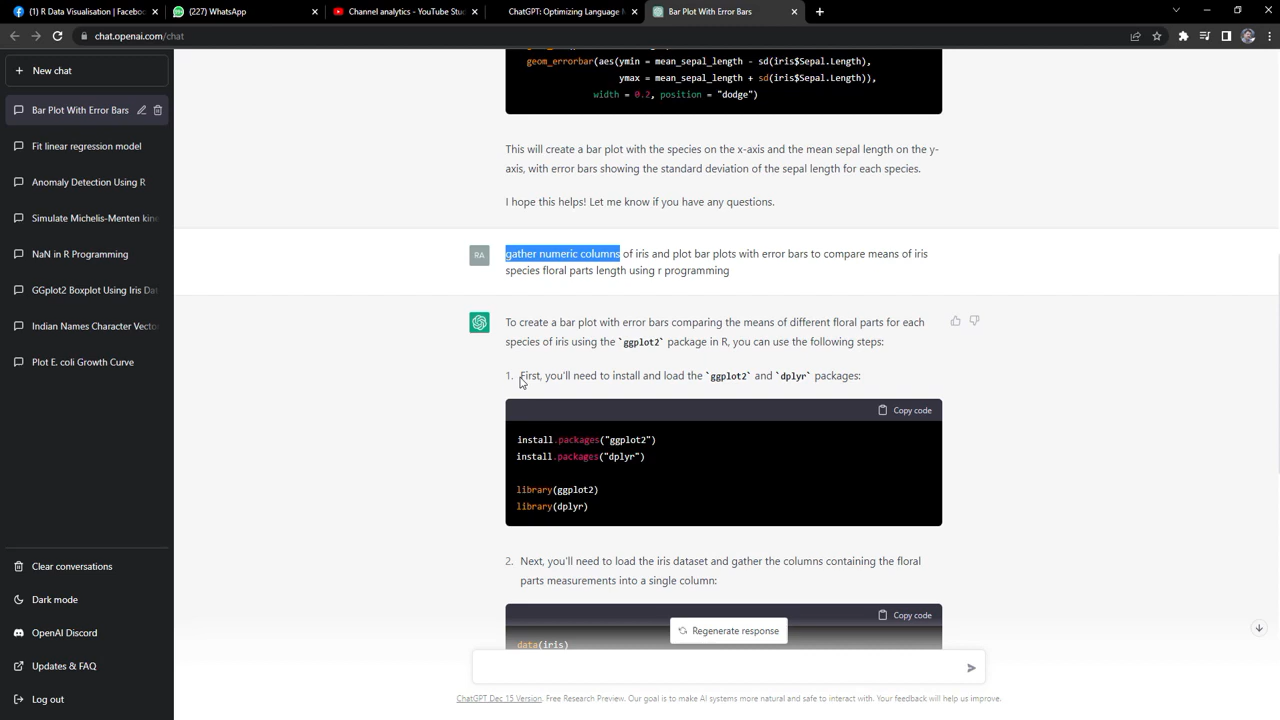 (1) R Data Visualisation | Faceboo
(227) WhatsApp
Channel analytics - YouTube Stu
ChatGPT: Optimizing Language M
Bar Plot With Error Bars
chat.openai.com/chat
New chat
Bar Plot With Error Bars
Fit linear regression model
Anomaly Detection Using R
Simulate Michelis-Menten kine
NaN in R Programming
GGplot2 Boxplot Using Iris Dat
Indian Names Character Vecto
Plot E. coli Growth Curve
Clear conversations
Dark mode
OpenAI Discord
Updates & FAQ
Log out
geom_errorbar(aes(ymin = mean_sepal_length - sd(iris$Sepal.Length),
ymax = mean_sepal_length + sd(iris$Sepal.Length)),
width = 0.2, position = "dodge")
This will create a bar plot with the species on the x-axis and the mean sepal length on the y-
axis, with error bars showing the standard deviation of the sepal length for each species.
I hope this helps! Let me know if you have any questions.
RA
gather numeric columns of iris and plot bar plots with error bars to compare means of iris
species floral parts length using r programming
To create a bar plot with error bars comparing the means of different floral parts for each
species of iris using the `ggplot2` package in R, you can use the following steps:
1. First, you'll need to install and load the `ggplot2` and `dplyr` packages:
Copy code
install.packages("ggplot2")
install.packages("dplyr")
library(ggplot2)
library(dplyr)
2. Next, you'll need to load the iris dataset and gather the columns containing the floral
parts measurements into a single column:
Copy code
Regenerate response
data(iris)
ChatGPT Dec 15 Version. Free Research Preview. Our goal is to make AI systems more natural and safe to interact with. Your feedback will help us improve.